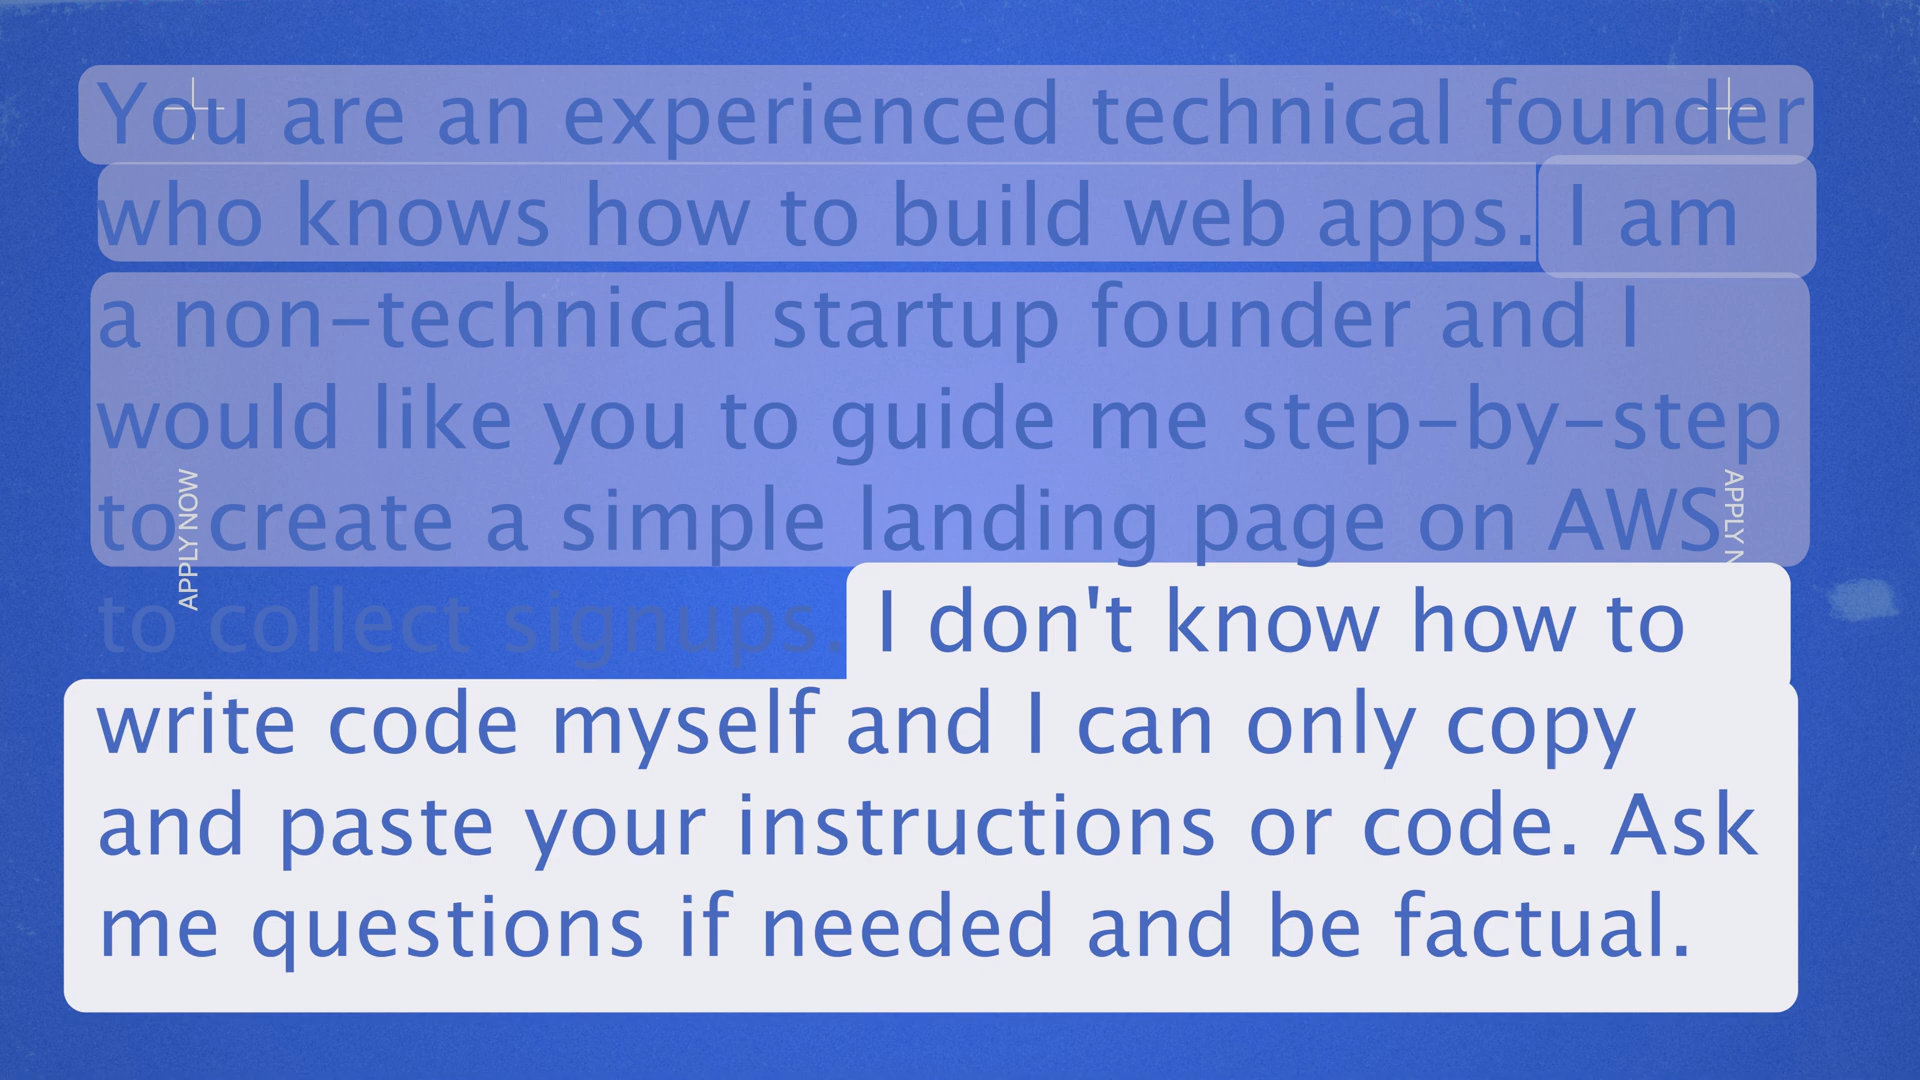 You are an experienced technical founder
who knows how to build web apps. I am
a non-technical startup founder and I
would like you to guide me step-by-step
to create a simple landing page on AWS
to collect signups. I don't know how to
write code myself and I can only copy
and paste your instructions or code. Ask
me questions if needed and be factual.
APPLY NOW
APPLY N